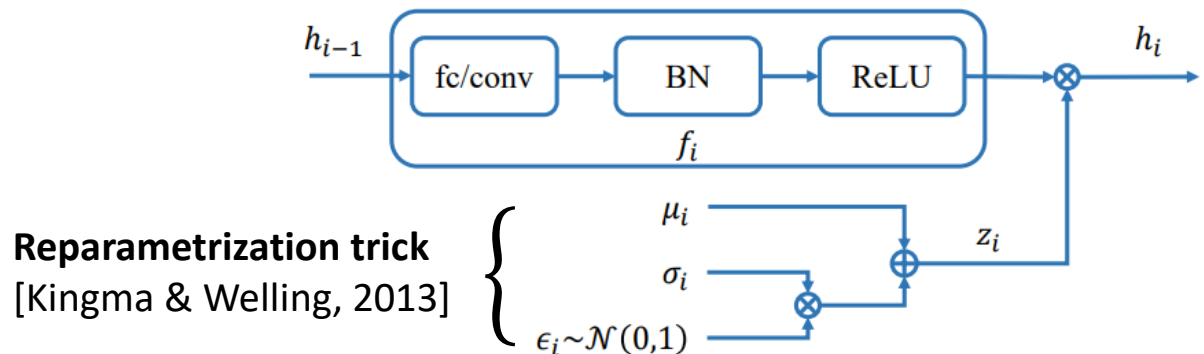 h_{i−1}
h_i
fc/conv
BN
ReLU
f_i
μ_i
z_i
Reparametrization trick
σ_i
[Kingma & Welling, 2013]
ϵ_i~𝒩(0,1)